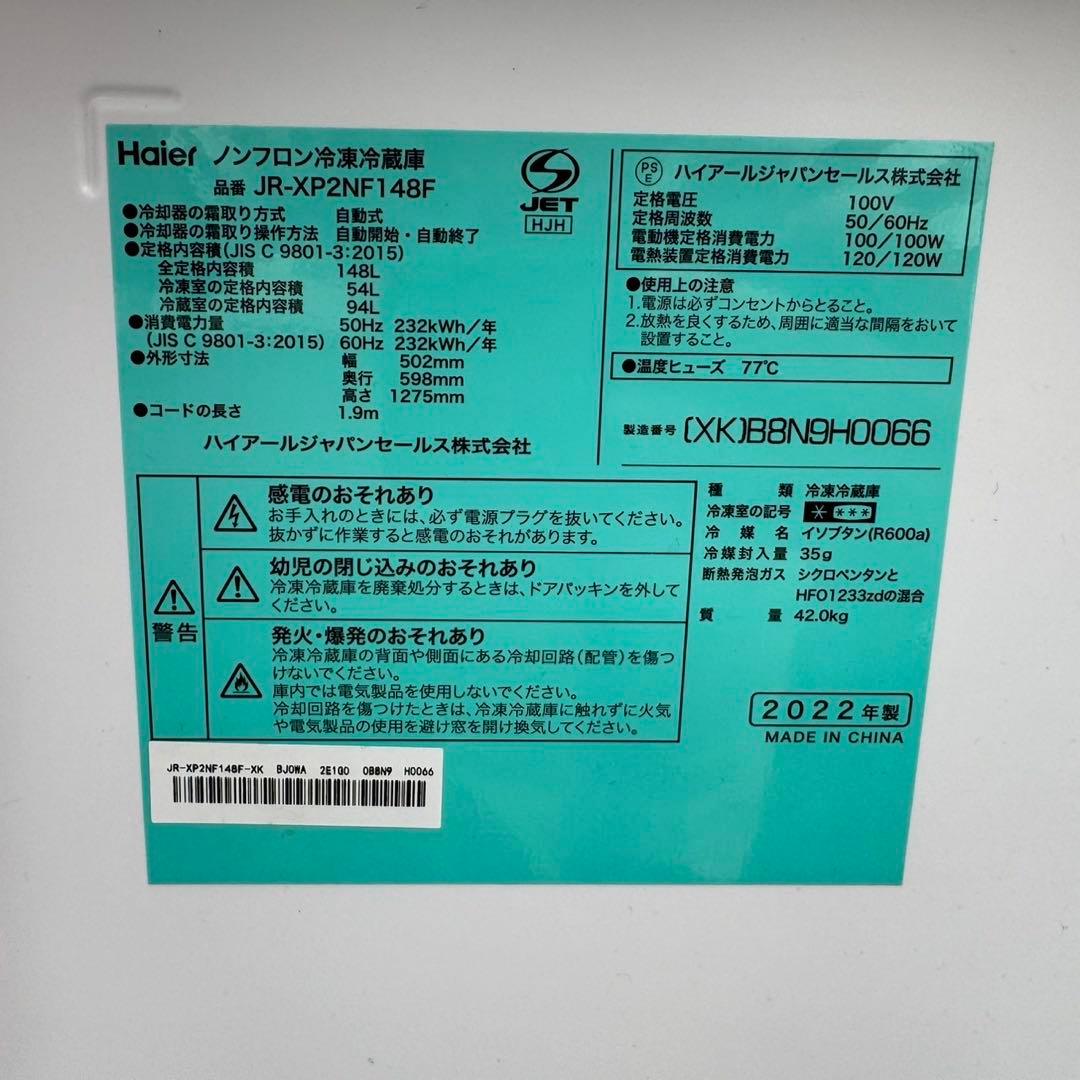 Haier ノンフロン冷凍冷蔵庫
品番 JR-XP2NF148F
●冷却器の霜取り方式 自動式
●冷却器の霜取り操作方法 自動開始・自動終了
●定格内容積(JIS C 9801-3:2015)
全定格内容積 148L
冷凍室の定格内容積 54L
冷蔵室の定格内容積 94L
●消費電力量 50Hz 232kWh/年
(JIS C 9801-3:2015) 60Hz 232kWh/年
●外形寸法 幅 502mm
奥行 598mm
高さ 1275mm
●コードの長さ 1.9m
ハイアールジャパンセールス株式会社
S
JET
HJH
PS
E
ハイアールジャパンセールス株式会社
定格電圧 100V
定格周波数 50/60Hz
電動機定格消費電力 100/100W
電熱装置定格消費電力 120/120W
●使用上の注意
1.電源は必ずコンセントからとること。
2.放熱を良くするため、周囲に適当な間隔をおいて
設置すること。
●温度ヒューズ 77℃
製造番号 (XK)B8N9H0066
警告
感電のおそれあり
お手入れのときには、必ず電源プラグを抜いてください。
抜かずに作業すると感電のおそれがあります。
幼児の閉じ込みのおそれあり
冷凍冷蔵庫を廃棄処分するときは、ドアパッキンを外して
ください。
発火・爆発のおそれあり
冷凍冷蔵庫の背面や側面にある冷却回路(配管)を傷つ
けないでください。
庫内では電気製品を使用しないでください。
冷却回路を傷つけたときは、冷凍冷蔵庫に触れずに火気
や電気製品の使用を避け窓を開け換気してください。
種類 冷凍冷蔵庫
冷凍室の記号 * ***
冷媒名 イソブタン(R600a)
冷媒封入量 35g
断熱発泡ガス シクロペンタンと
HFO1233zdの混合
質量 42.0kg
2022年製
MADE IN CHINA
JR-XP2NF148F-XK BJ0WA 2E1G0 0B8N9 H0066